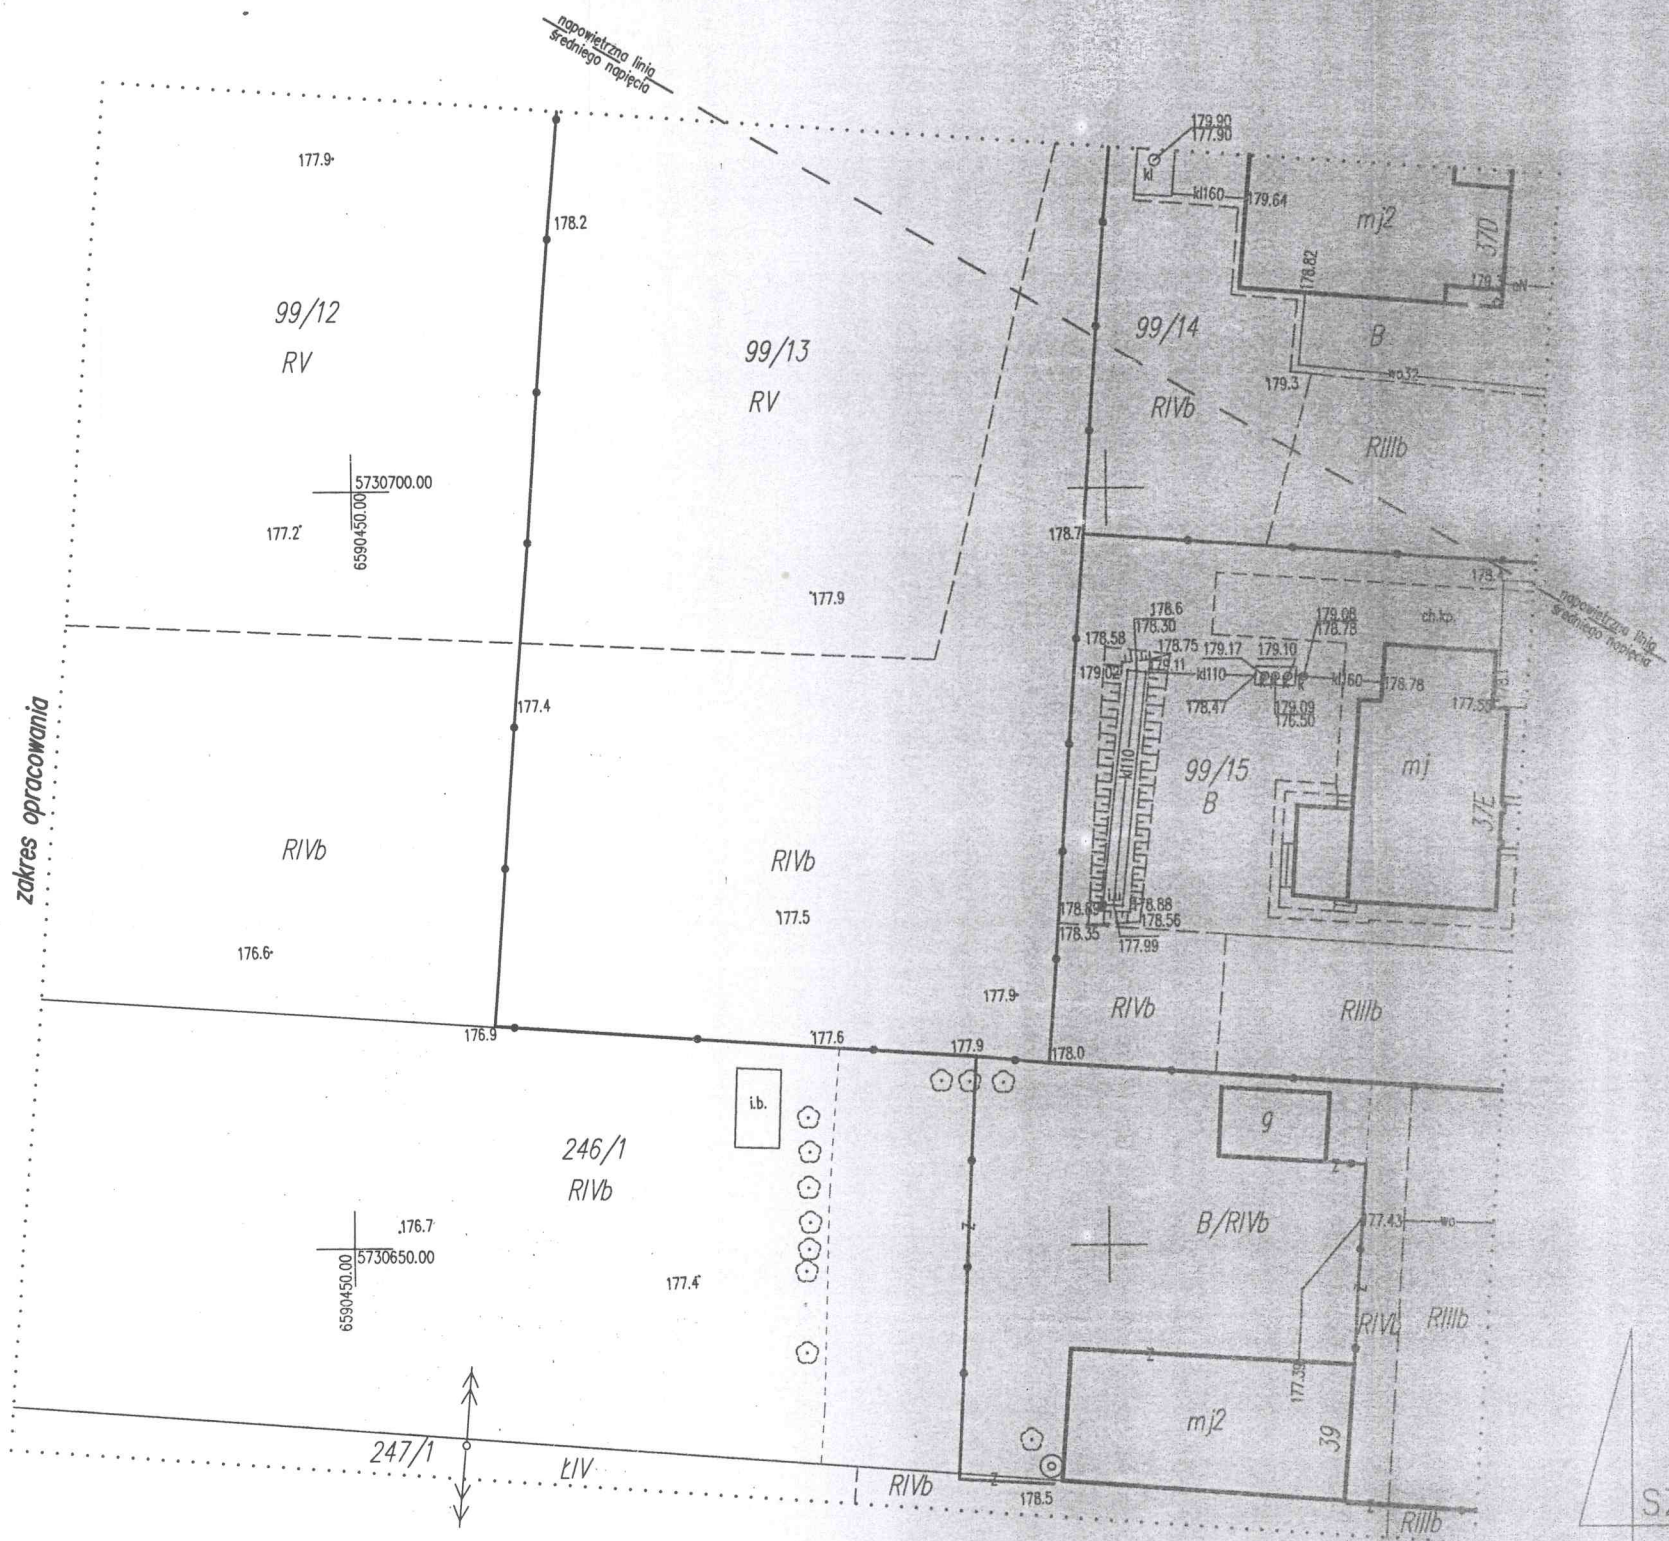 napowietrzna linia
średniego napięcia
179.90
177.90
177.9
kl
kl160
179.64
mj2
37D
178.2
178.82
eN
99/12
RV
99/13
RV
99/14
B
179.3
wo32
RIVb
RIIIb
5730700.00
6590450.00
177.2
178.7
177.9
napowietrzna linia
średniego napięcia
178.6
178.30
179.08
178.78
ch.kp.
178.58
178.75
179.17
179.10
179.02
179.11
kl110
178.78
178.47
179.09
176.50
177.4
kl110
99/15
B
mj
37E
zakres opracowania
RIVb
RIVb
177.5
178.88
178.56
178.35
177.99
176.6
177.9
RIVb
RIIIb
176.9
177.6
177.9
178.0
i.b.
g
246/1
RIVb
z
z
B/RIVb
177.43
wo
176.7
5730650.00
6590450.00
177.4
z
RIVb
RIIIb
z
177.39
mj2
39
247/1
ŁIV
RIVb
z
178.5
z
RIIIb